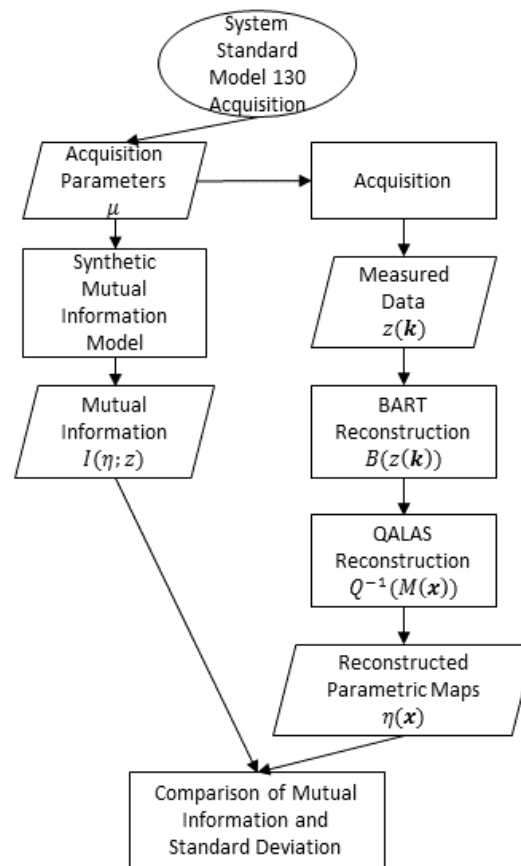 System
Standard
Model 130
Acquisition
Acquisition
Parameters
μ
Acquisition
Synthetic
Mutual
Information
Model
Measured
Data
z(k)
Mutual
Information
I(η; z)
BART
Reconstruction
B(z(k))
QALAS
Reconstruction
Q⁻¹(M(x))
Reconstructed
Parametric Maps
η(x)
Comparison of Mutual
Information and
Standard Deviation